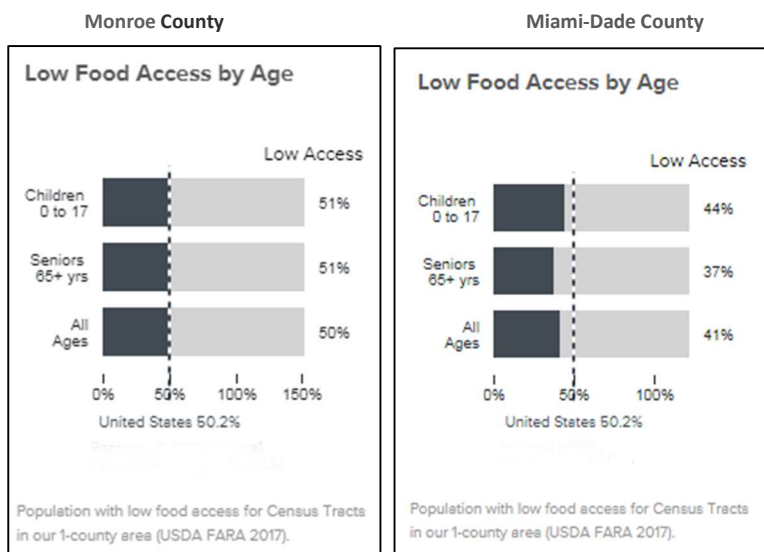 Monroe County
Low Food Access by Age
Low Access
Children
0 to 17
51%
Seniors
65+ yrs
51%
All
Ages
50%
0% 50% 100% 150%
United States 50.2%
Population with low food access for Census Tracts
in our 1-county area (USDA FARA 2017).
Miami-Dade County
Low Food Access by Age
Low Access
Children
0 to 17
44%
Seniors
65+ yrs
37%
All
Ages
41%
0% 50% 100%
United States 50.2%
Population with low food access for Census Tracts
in our 1-county area (USDA FARA 2017).